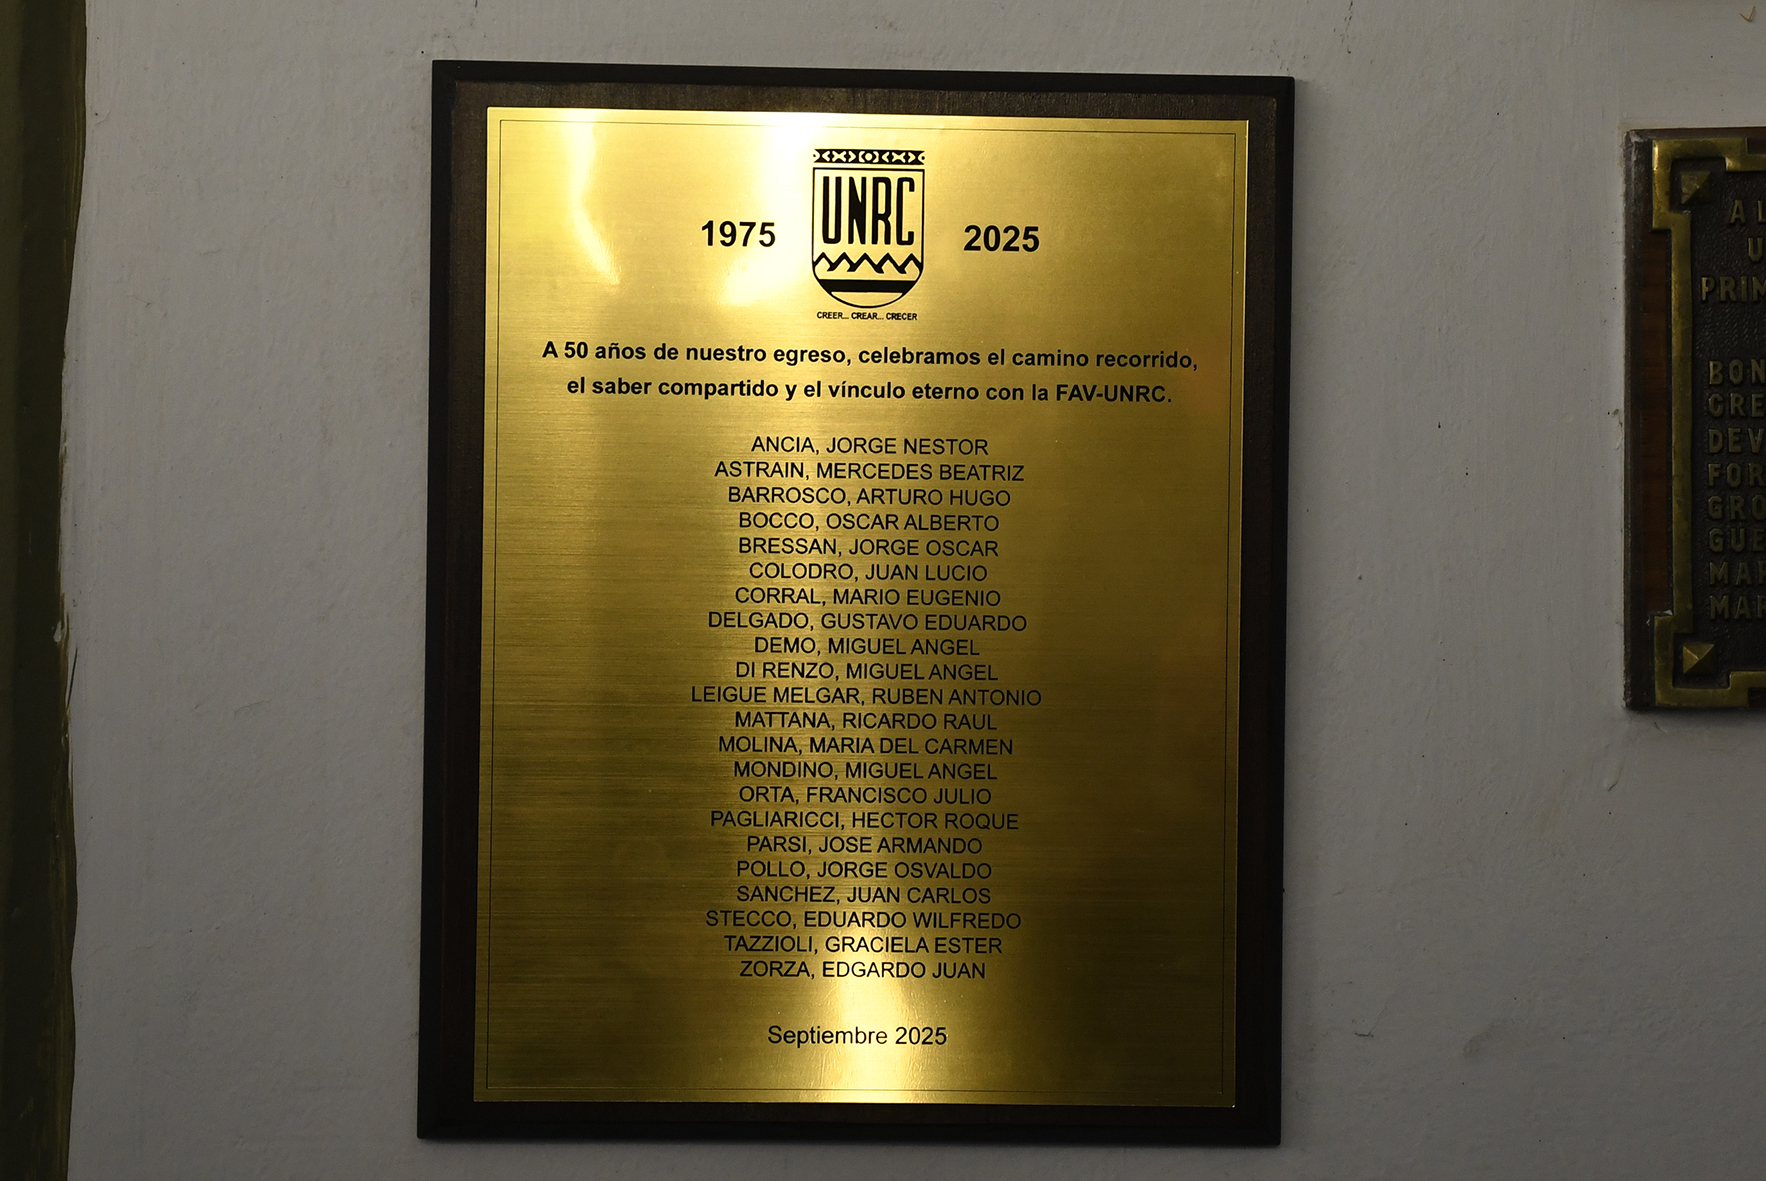 1975 UNRC 2025
CREER... CREAR... CRECER
A 50 años de nuestro egreso, celebramos el camino recorrido,
el saber compartido y el vínculo eterno con la FAV-UNRC.
ANCIA, JORGE NESTOR
ASTRAIN, MERCEDES BEATRIZ
BARROSCO, ARTURO HUGO
BOCCO, OSCAR ALBERTO
BRESSAN, JORGE OSCAR
COLODRO, JUAN LUCIO
CORRAL, MARIO EUGENIO
DELGADO, GUSTAVO EDUARDO
DEMO, MIGUEL ANGEL
DI RENZO, MIGUEL ANGEL
LEIGUE MELGAR, RUBEN ANTONIO
MATTANA, RICARDO RAUL
MOLINA, MARIA DEL CARMEN
MONDINO, MIGUEL ANGEL
ORTA, FRANCISCO JULIO
PAGLIARICCI, HECTOR ROQUE
PARSI, JOSE ARMANDO
POLLO, JORGE OSVALDO
SANCHEZ, JUAN CARLOS
STECCO, EDUARDO WILFREDO
TAZZIOLI, GRACIELA ESTER
ZORZA, EDGARDO JUAN
Septiembre 2025